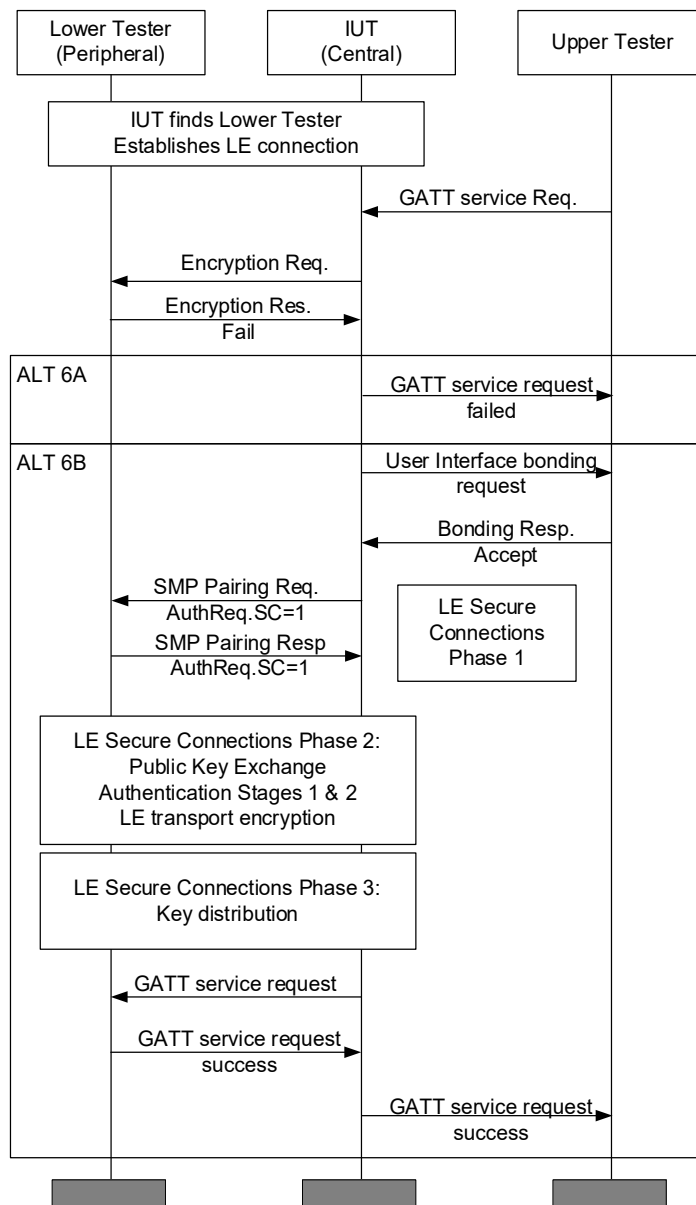 Lower Tester
(Peripheral)
IUT
(Central)
Upper Tester
IUT finds Lower Tester
Establishes LE connection
GATT service Req.
Encryption Req.
Encryption Res.
Fail
ALT 6A
GATT service request
failed
ALT 6B
User Interface bonding
request
Bonding Resp.
Accept
SMP Pairing Req.
AuthReq.SC=1
LE Secure
Connections
Phase 1
SMP Pairing Resp
AuthReq.SC=1
LE Secure Connections Phase 2:
Public Key Exchange
Authentication Stages 1 & 2
LE transport encryption
LE Secure Connections Phase 3:
Key distribution
GATT service request
GATT service request
success
GATT service request
success